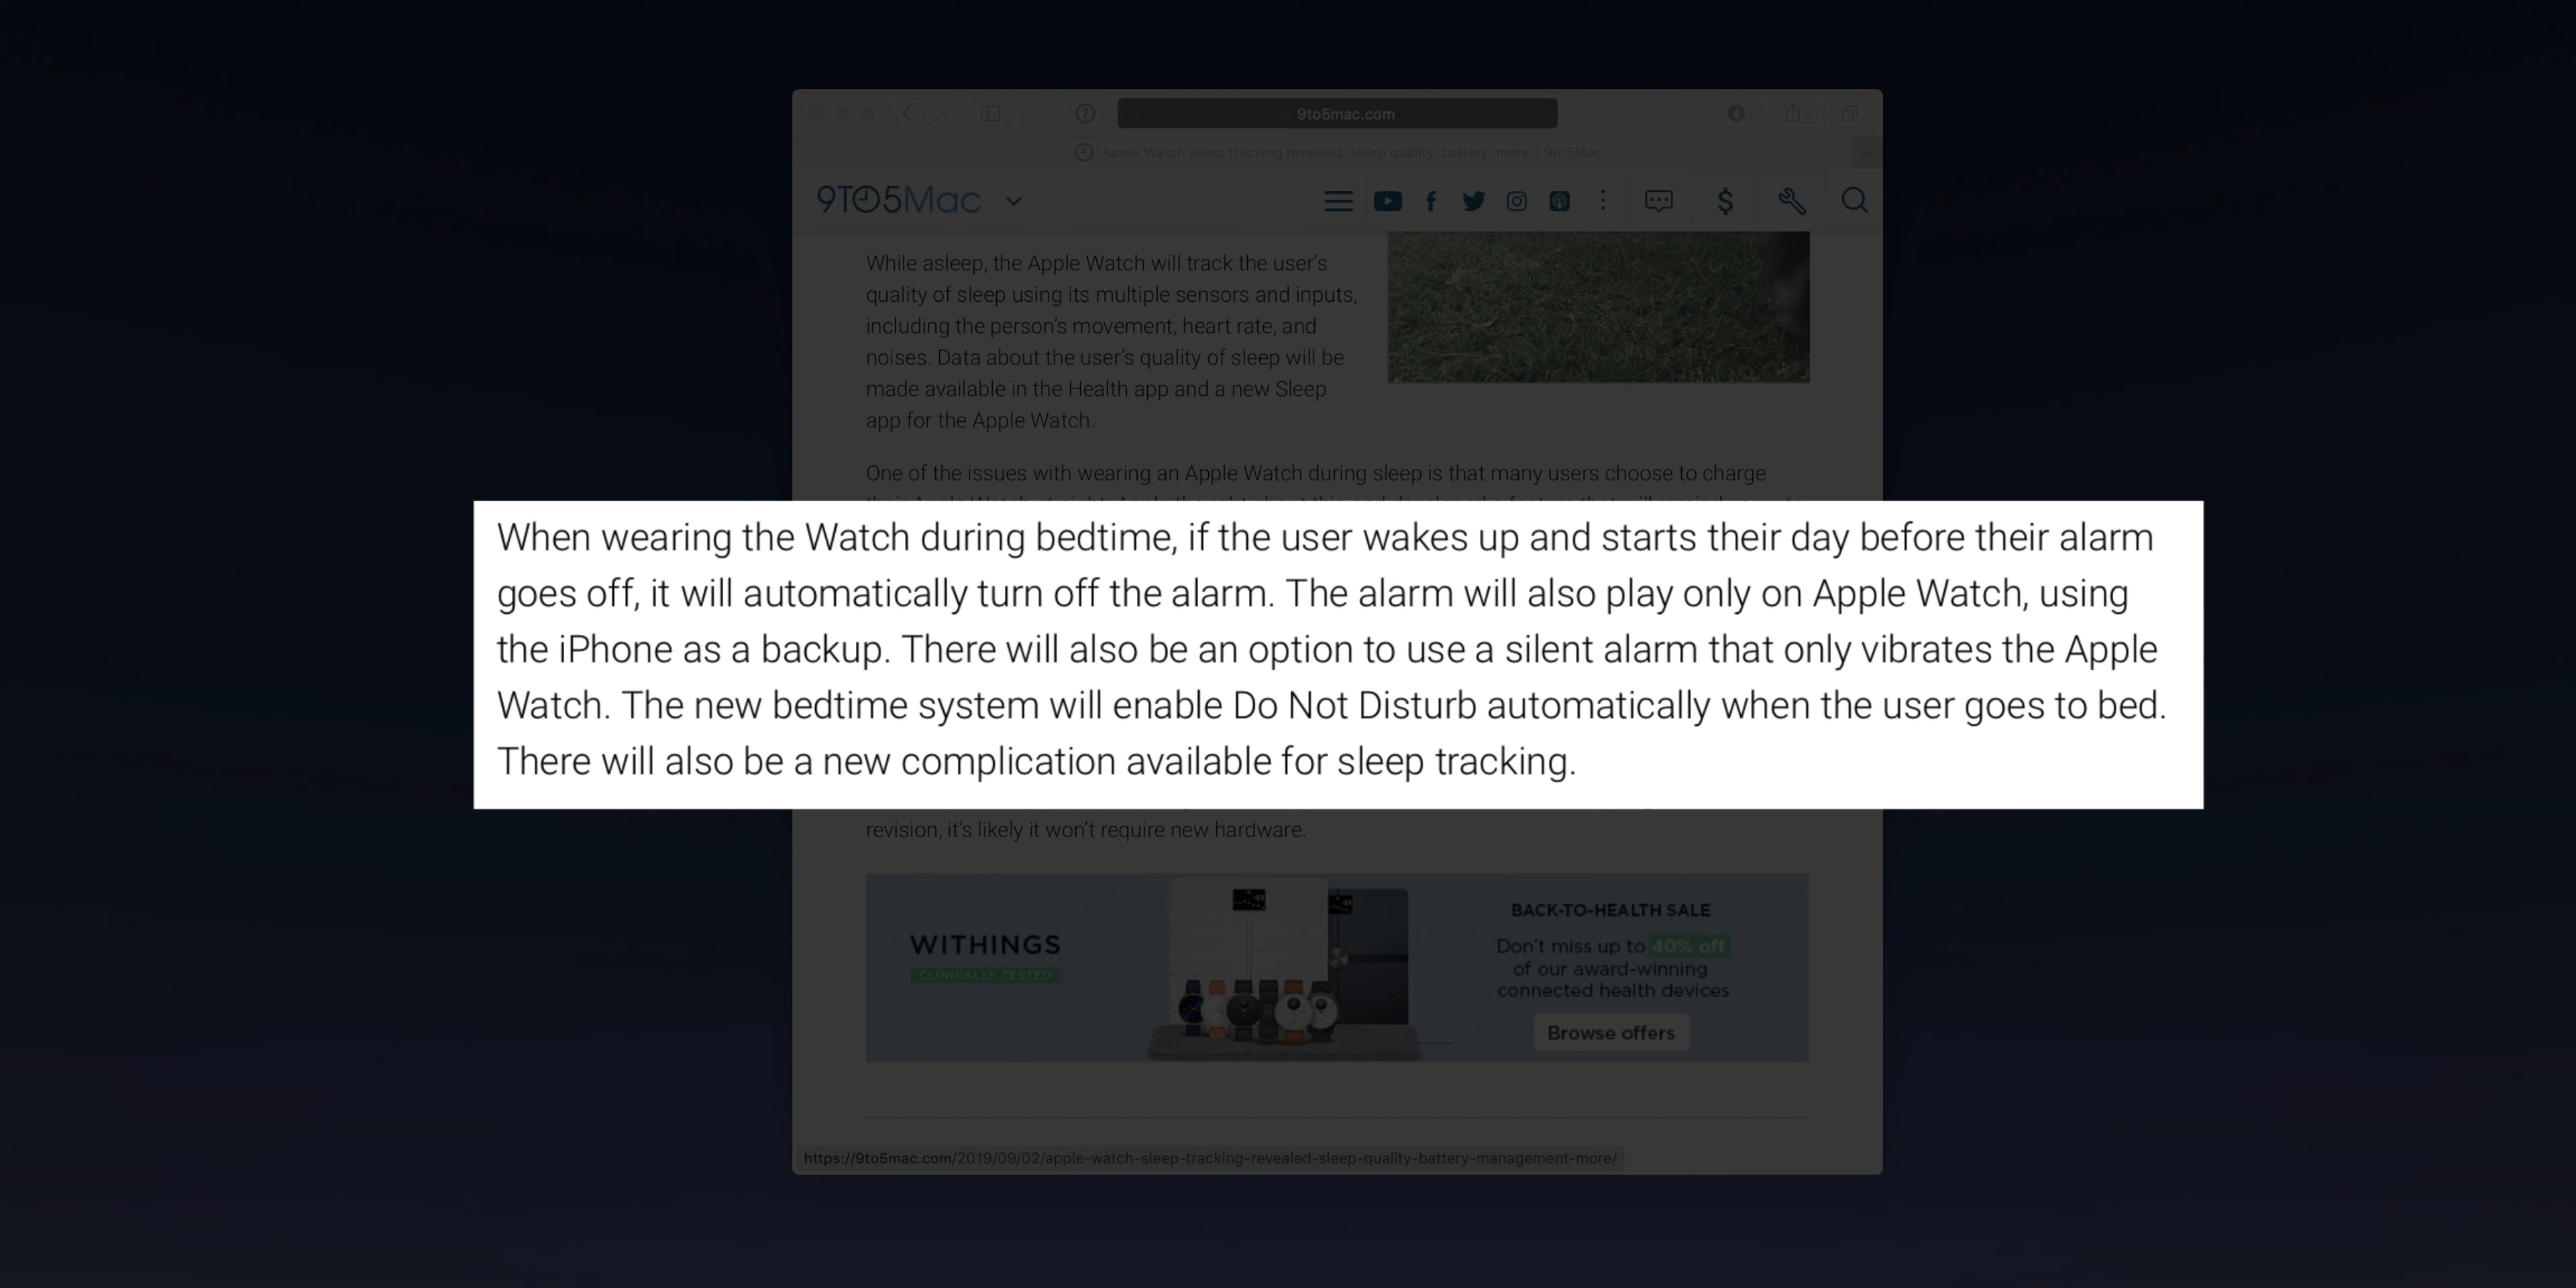 9to5mac.com
Apple Watch sleep tracking revealed: sleep quality, battery, more - 9to5Mac
9TO5Mac
While asleep, the Apple Watch will track the user's
quality of sleep using its multiple sensors and inputs,
including the person's movement, heart rate, and
noises. Data about the user's quality of sleep will be
made available in the Health app and a new Sleep
app for the Apple Watch.
One of the issues with wearing an Apple Watch during sleep is that many users choose to charge
When wearing the Watch during bedtime, if the user wakes up and starts their day before their alarm
goes off, it will automatically turn off the alarm. The alarm will also play only on Apple Watch, using
the iPhone as a backup. There will also be an option to use a silent alarm that only vibrates the Apple
Watch. The new bedtime system will enable Do Not Disturb automatically when the user goes to bed.
There will also be a new complication available for sleep tracking.
revision, it's likely it won't require new hardware.
WITHINGS
CLINICALLY TESTED
BACK-TO-HEALTH SALE
Don't miss up to 40% off
of our award-winning
connected health devices
Browse offers
https://9to5mac.com/2019/09/02/apple-watch-sleep-tracking-revealed-sleep-quality-battery-management-more/